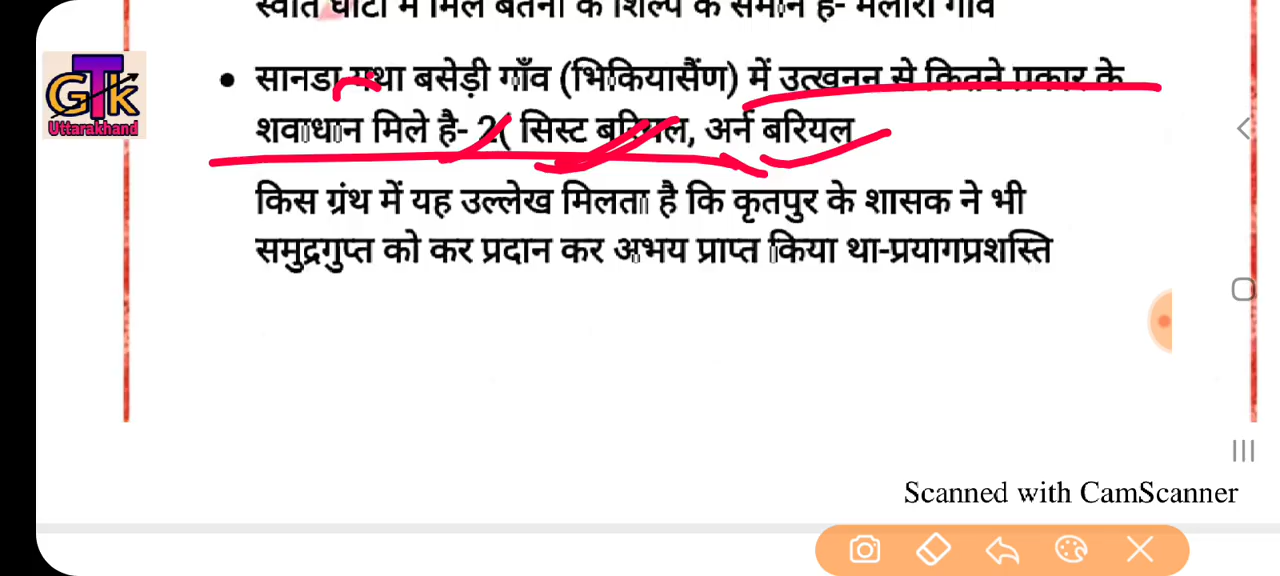 सानडा यथा बसेड़ी गाँव (भिकियासैंण) में उत्खनन से कितने प्रकार के
शवाधान मिले है- 2( सिस्ट बरियल, अर्न बरियल
किस ग्रंथ में यह उल्लेख मिलता है कि कृतपुर के शासक ने भी
समुद्रगुप्त को कर प्रदान कर अभय प्राप्त किया था-प्रयागप्रशस्ति
GTK
Uttarakhand
Scanned with CamScanner